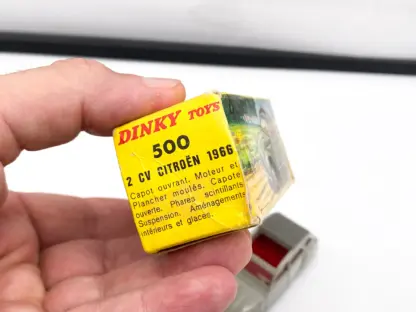 DINKY TOYS
500
2 CV CITROËN 1966
Capot ouvrant. Moteur et
Plancher moulés. Capote
ouverte. Phares scintillants
Suspension. Aménagements
intérieurs et glaces.